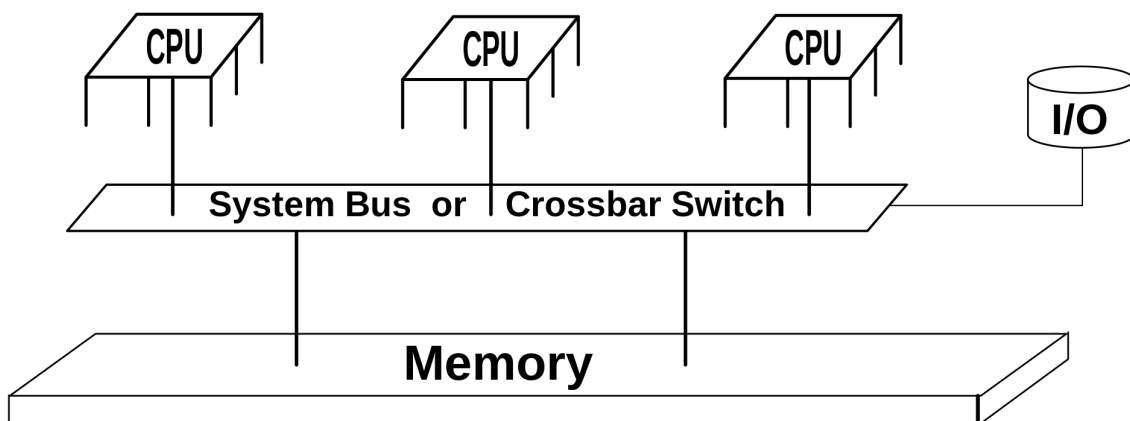 CPU
CPU
CPU
I/O
System Bus or Crossbar Switch
Memory